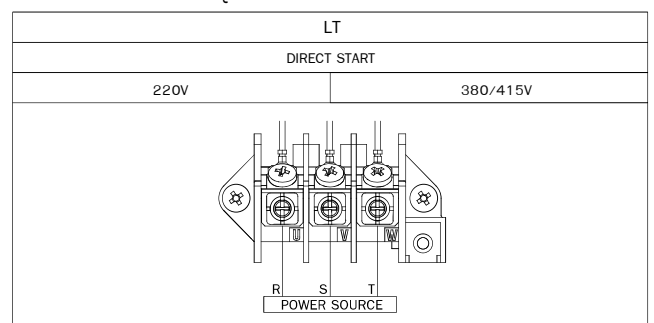 LT
DIRECT START
220V 380/415V
U V W
R S T
POWER SOURCE